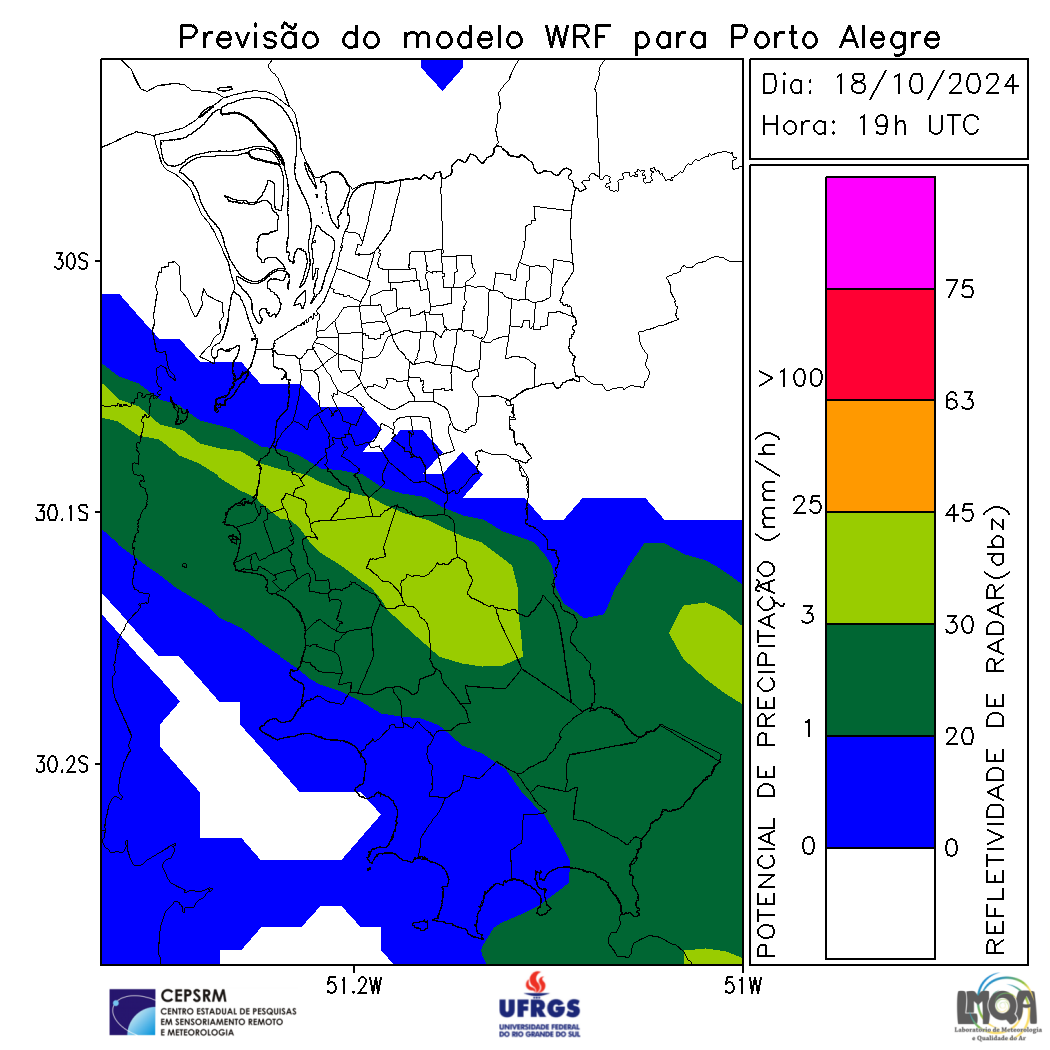 Previsão do modelo WRF para Porto Alegre
Dia: 18/10/2024
Hora: 19h UTC
30S
30.1S
30.2S
51.2W
51W
POTENCIAL DE PRECIPITAÇÃO (mm/h)
>100
25
3
1
0
75
63
45
30
20
0
REFLETIVIDADE DE RADAR(dbz)
CEPSRM
CENTRO ESTADUAL DE PESQUISAS
EM SENSORIAMENTO REMOTO
E METEOROLOGIA
UFRGS
UNIVERSIDADE FEDERAL
DO RIO GRANDE DO SUL
LMQA
Laboratório de Meteorologia
e Qualidade do Ar